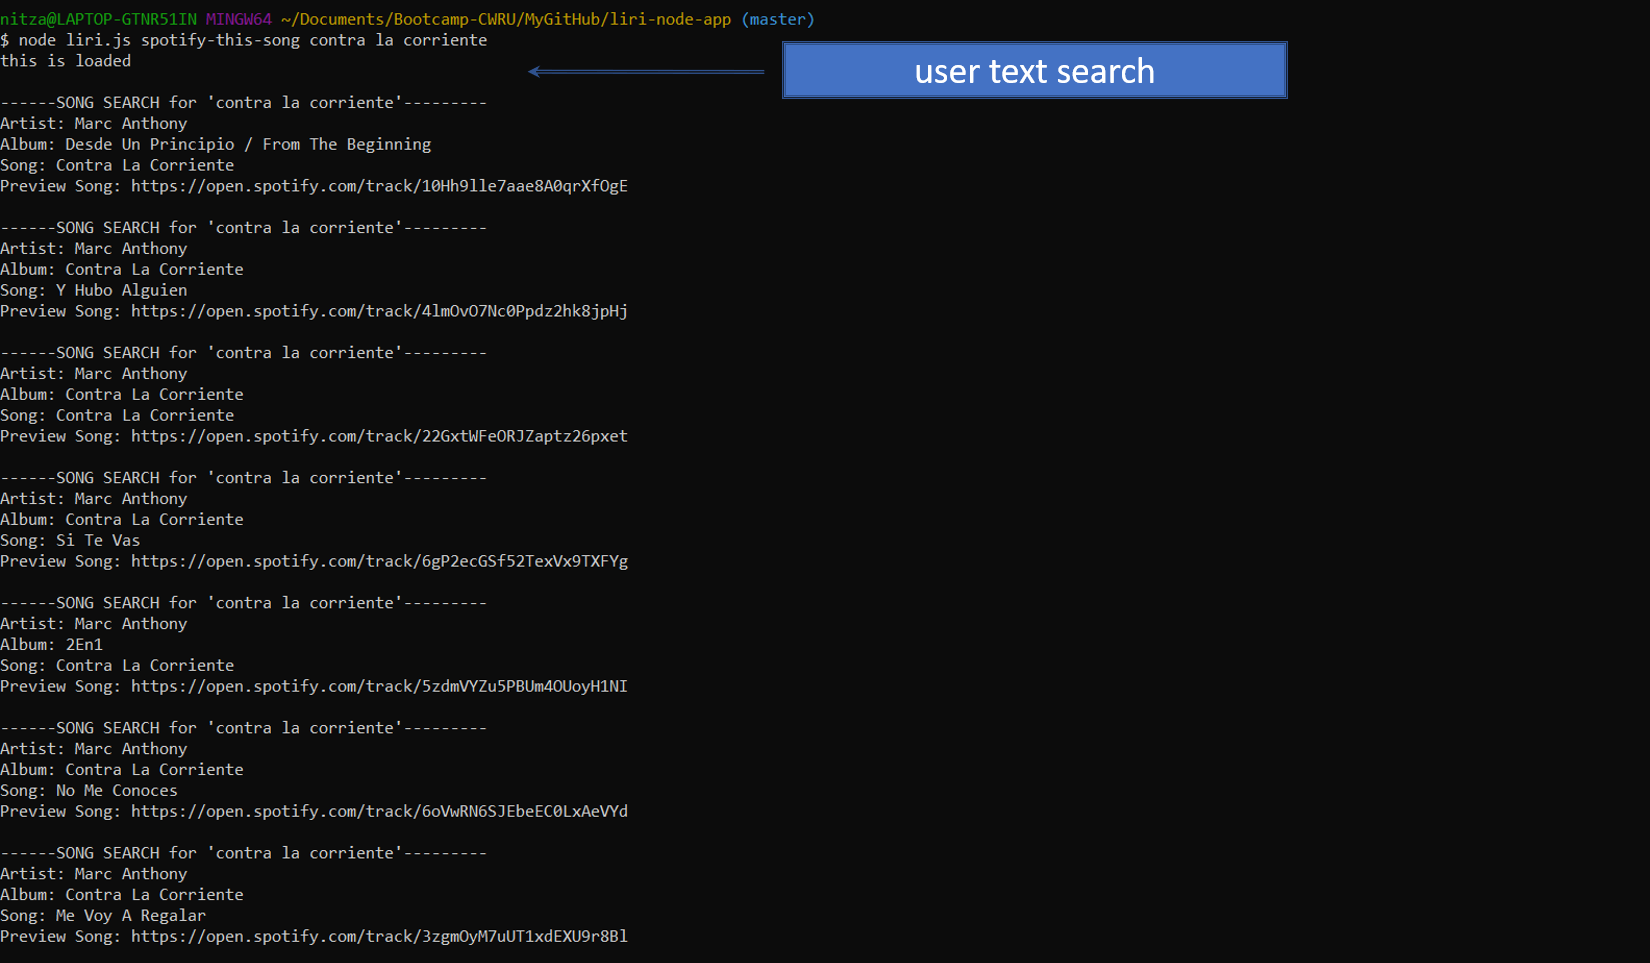 nitza@LAPTOP-GTNR51IN MINGW64 ~/Documents/Bootcamp-CWRU/MyGitHub/liri-node-app (master)
$ node liri.js spotify-this-song contra la corriente
this is loaded
user text search
------SONG SEARCH for 'contra la corriente'---------
Artist: Marc Anthony
Album: Desde Un Principio / From The Beginning
Song: Contra La Corriente
Preview Song: https://open.spotify.com/track/10Hh9lle7aae8A0qrXfOgE
------SONG SEARCH for 'contra la corriente'---------
Artist: Marc Anthony
Album: Contra La Corriente
Song: Y Hubo Alguien
Preview Song: https://open.spotify.com/track/4lmOvO7Nc0Ppdz2hk8jpHj
------SONG SEARCH for 'contra la corriente'---------
Artist: Marc Anthony
Album: Contra La Corriente
Song: Contra La Corriente
Preview Song: https://open.spotify.com/track/22GxtWFeORJZaptz26pxet
------SONG SEARCH for 'contra la corriente'---------
Artist: Marc Anthony
Album: Contra La Corriente
Song: Si Te Vas
Preview Song: https://open.spotify.com/track/6gP2ecGSf52TexVx9TXFYg
------SONG SEARCH for 'contra la corriente'---------
Artist: Marc Anthony
Album: 2En1
Song: Contra La Corriente
Preview Song: https://open.spotify.com/track/5zdmVYZu5PBUm4OUoyH1NI
------SONG SEARCH for 'contra la corriente'---------
Artist: Marc Anthony
Album: Contra La Corriente
Song: No Me Conoces
Preview Song: https://open.spotify.com/track/6oVwRN6SJEbeEC0LxAeVYd
------SONG SEARCH for 'contra la corriente'---------
Artist: Marc Anthony
Album: Contra La Corriente
Song: Me Voy A Regalar
Preview Song: https://open.spotify.com/track/3zgmOyM7uUT1xdEXU9r8Bl